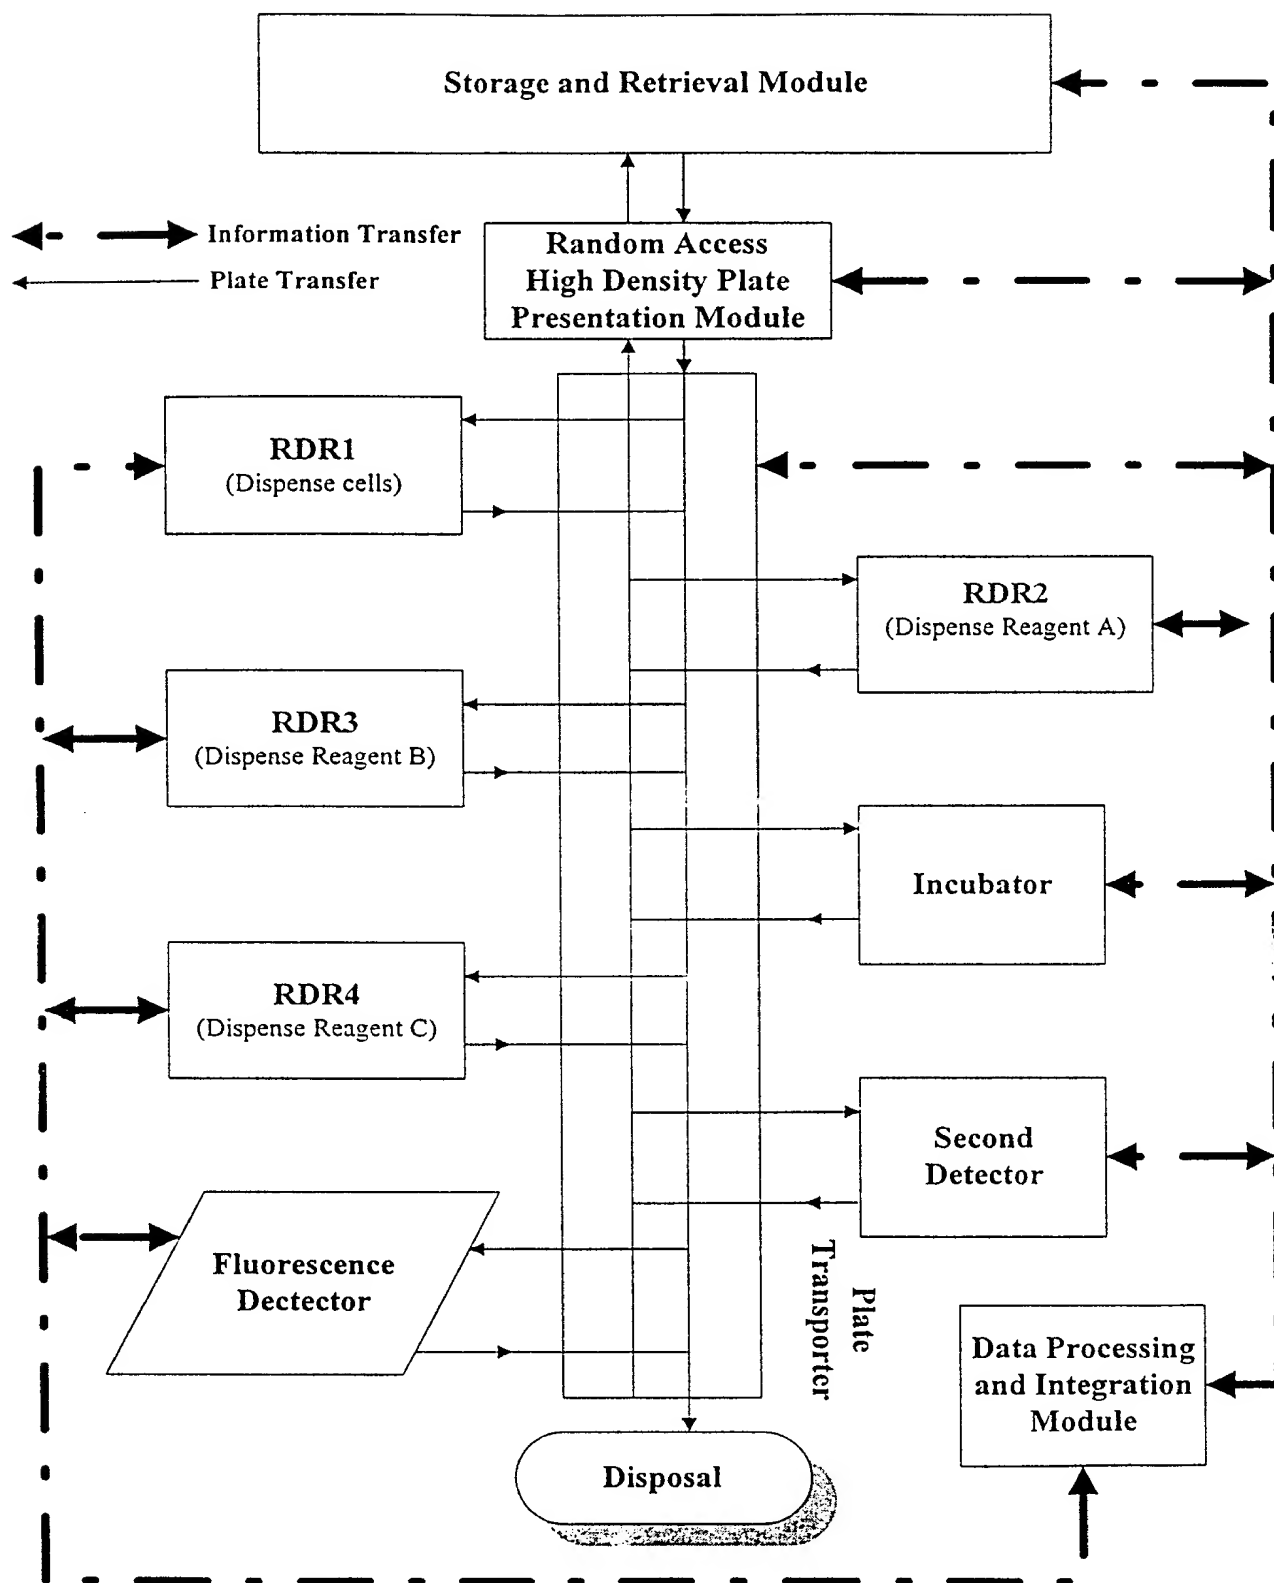 Storage and Retrieval Module
Information Transfer
Plate Transfer
Random Access
High Density Plate
Presentation Module
RDR1
(Dispense cells)
RDR2
(Dispense Reagent A)
RDR3
(Dispense Reagent B)
Incubator
RDR4
(Dispense Reagent C)
Second
Detector
Fluorescence
Dectector
Plate
Transporter
Data Processing
and Integration
Module
Disposal